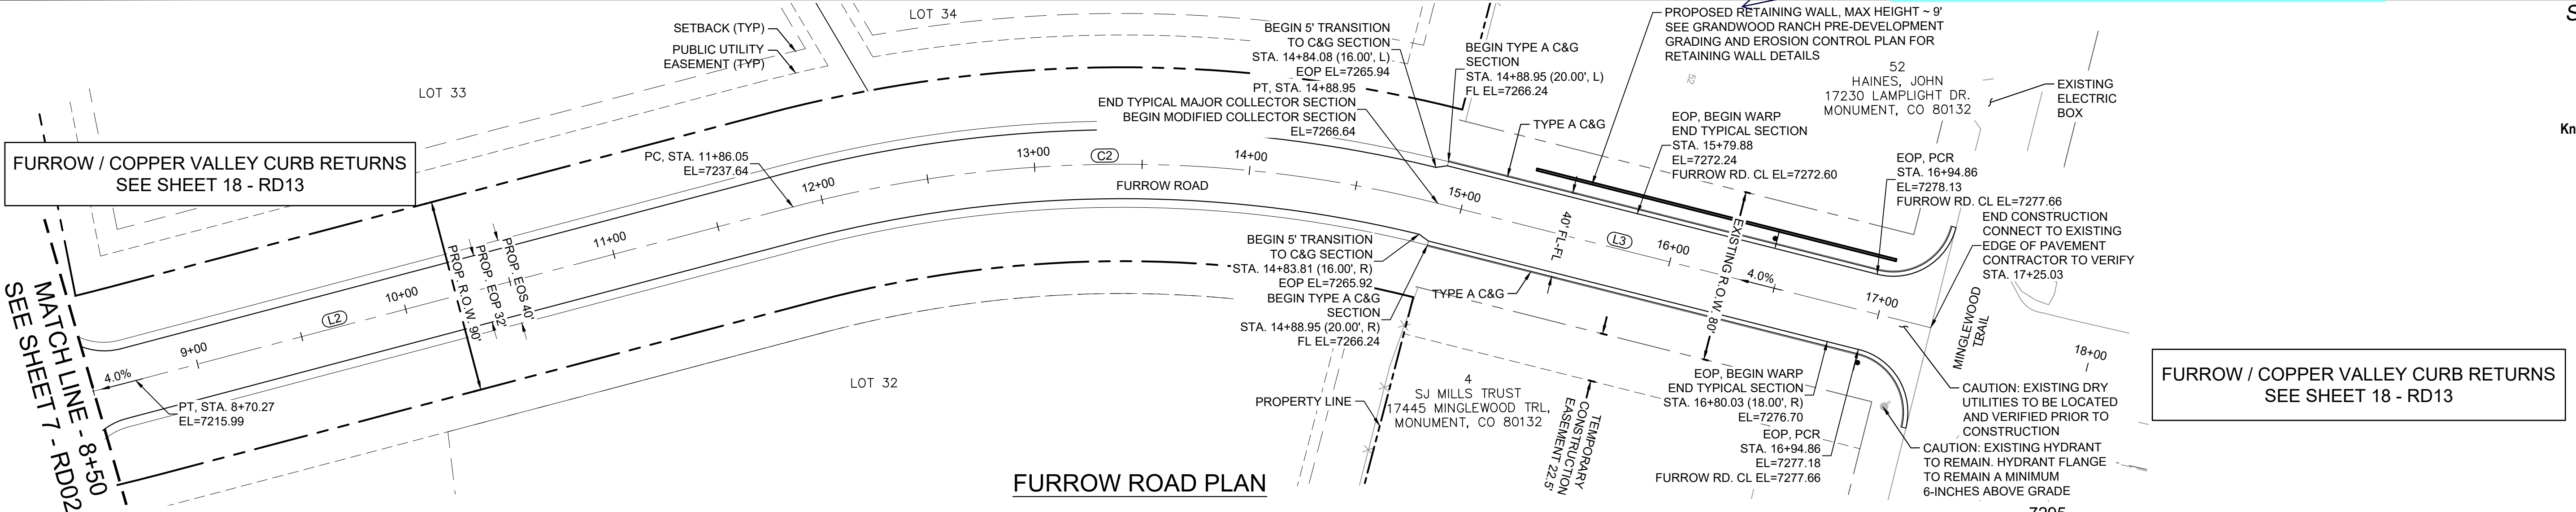 SETBACK (TYP)
PUBLIC UTILITY
EASEMENT (TYP)
LOT 34
LOT 33
FURROW / COPPER VALLEY CURB RETURNS
SEE SHEET 18 - RD13
MATCH LINE - 8+50
SEE SHEET 7 - RD02
4.0%
9+00
PT, STA. 8+70.27
EL=7215.99
L2
10+00
PROP. R.O.W. 90'
PROP. EOP 32'
PROP. EOS 40'
11+00
PC, STA. 11+86.05
EL=7237.64
12+00
13+00
C2
14+00
FURROW ROAD
LOT 32
BEGIN 5' TRANSITION
TO C&G SECTION
STA. 14+84.08 (16.00', L)
EOP EL=7265.94
PT, STA. 14+88.95
END TYPICAL MAJOR COLLECTOR SECTION
BEGIN MODIFIED COLLECTOR SECTION
EL=7266.64
BEGIN TYPE A C&G
SECTION
STA. 14+88.95 (20.00', L)
FL EL=7266.24
TYPE A C&G
PROPOSED RETAINING WALL, MAX HEIGHT ~ 9'
SEE GRANDWOOD RANCH PRE-DEVELOPMENT
GRADING AND EROSION CONTROL PLAN FOR
RETAINING WALL DETAILS
52
52
HAINES, JOHN
17230 LAMPLIGHT DR.
MONUMENT, CO 80132
EXISTING
ELECTRIC
BOX
EOP, BEGIN WARP
END TYPICAL SECTION
STA. 15+79.88
EL=7272.24
FURROW RD. CL EL=7272.60
EOP, PCR
STA. 16+94.86
EL=7278.13
FURROW RD. CL EL=7277.66
END CONSTRUCTION
CONNECT TO EXISTING
EDGE OF PAVEMENT
CONTRACTOR TO VERIFY
STA. 17+25.03
15+00
40' FL-FL
L3
16+00
EXISTING R.O.W. 80'
4.0%
17+00
MINGLEWOOD
TRAIL
18+00
BEGIN 5' TRANSITION
TO C&G SECTION
STA. 14+83.81 (16.00', R)
EOP EL=7265.92
BEGIN TYPE A C&G
SECTION
STA. 14+88.95 (20.00', R)
FL EL=7266.24
TYPE A C&G
PROPERTY LINE
4
SJ MILLS TRUST
17445 MINGLEWOOD TRL,
MONUMENT, CO 80132
TEMPORARY
CONSTRUCTION
EASEMENT 22.5'
EOP, BEGIN WARP
END TYPICAL SECTION
STA. 16+80.03 (18.00', R)
EL=7276.70
EOP, PCR
STA. 16+94.86
EL=7277.18
FURROW RD. CL EL=7277.66
CAUTION: EXISTING DRY
UTILITIES TO BE LOCATED
AND VERIFIED PRIOR TO
CONSTRUCTION
CAUTION: EXISTING HYDRANT
TO REMAIN. HYDRANT FLANGE
TO REMAIN A MINIMUM
6-INCHES ABOVE GRADE
FURROW / COPPER VALLEY CURB RETURNS
SEE SHEET 18 - RD13
FURROW ROAD PLAN